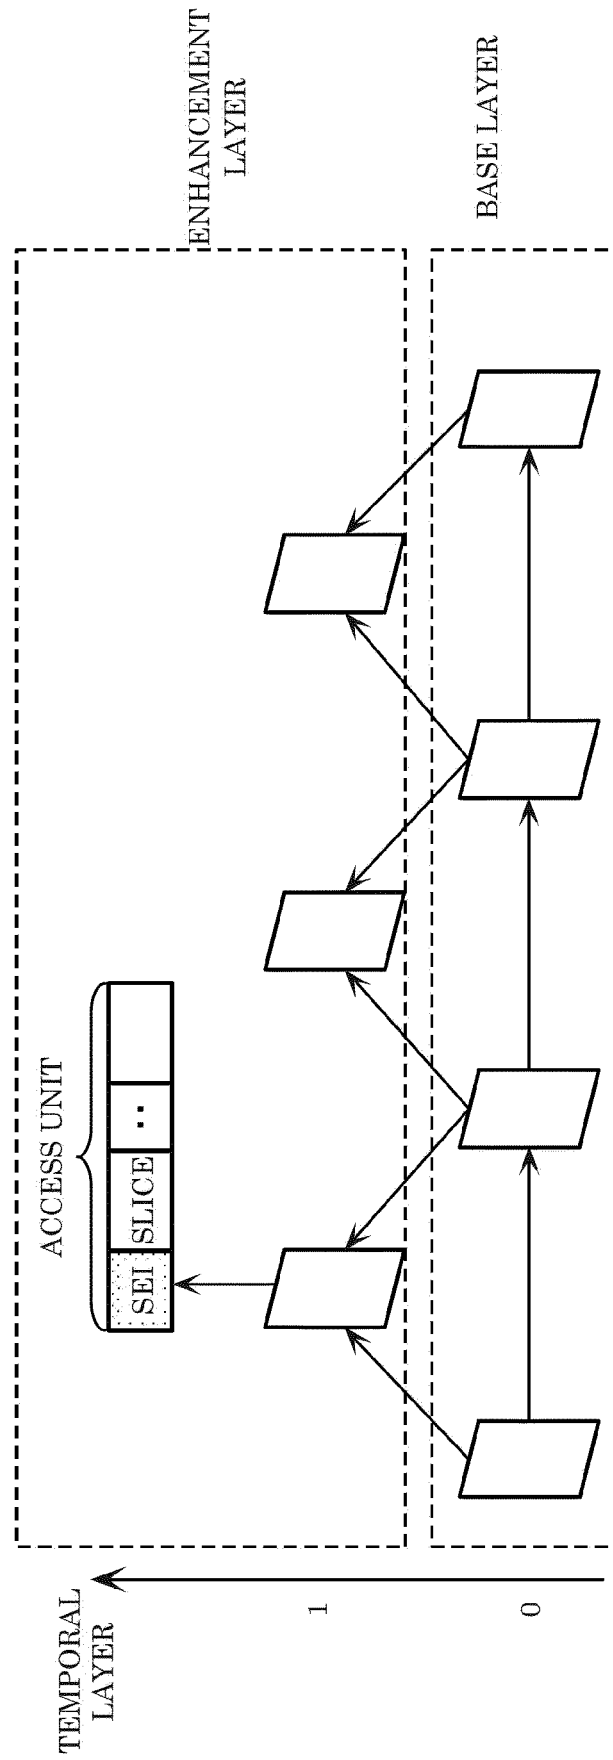 TEMPORAL
LAYER
1
0
ACCESS UNIT
SEI
SLICE
..
ENHANCEMENT
LAYER
BASE LAYER